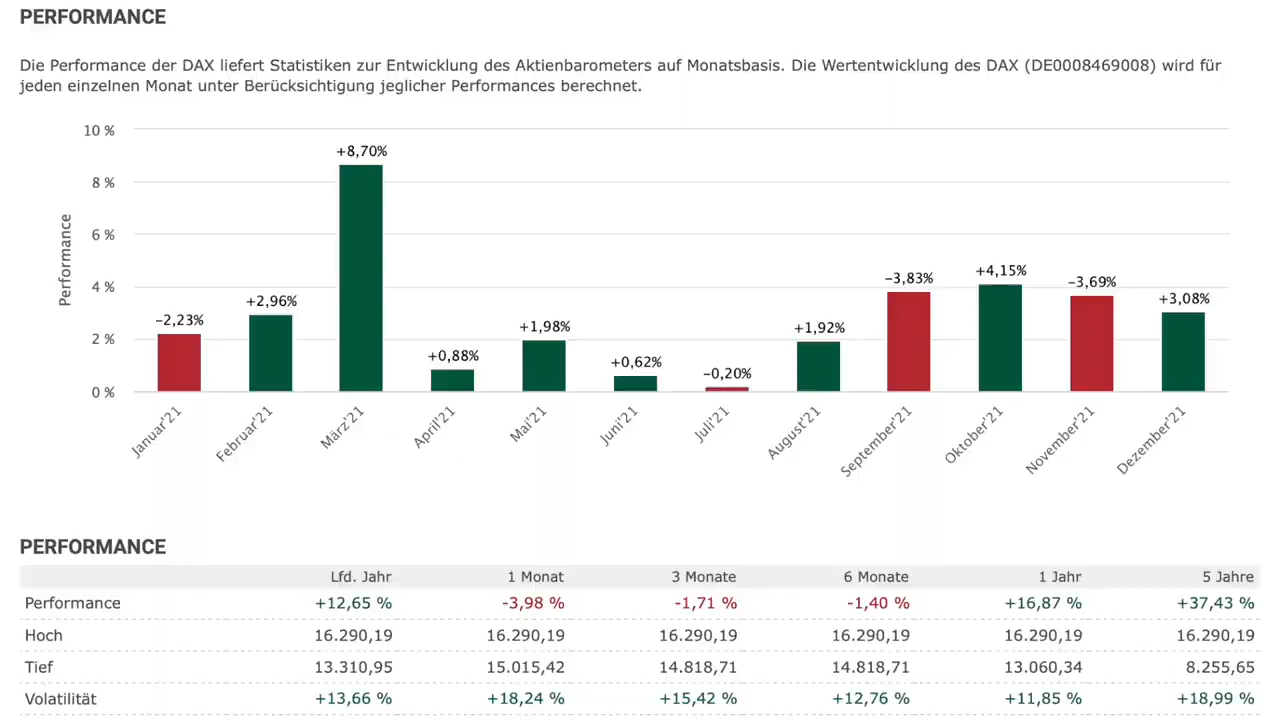 PERFORMANCE
Die Performance der DAX liefert Statistiken zur Entwicklung des Aktienbarometers auf Monatsbasis. Die Wertentwicklung des DAX (DE0008469008) wird für
jeden einzelnen Monat unter Berücksichtigung jeglicher Performances berechnet.
10 %
8 %
6 %
4 %
2 %
0 %
Performance
−2,23%
+2,96%
+8,70%
+0,88%
+1,98%
+0,62%
−0,20%
+1,92%
−3,83%
+4,15%
−3,69%
+3,08%
Januar'21
Februar'21
März'21
April'21
Mai'21
Juni'21
Juli'21
August'21
September'21
Oktober'21
November'21
Dezember'21
PERFORMANCE
Lfd. Jahr 1 Monat 3 Monate 6 Monate 1 Jahr 5 Jahre
Performance +12,65 % -3,98 % -1,71 % -1,40 % +16,87 % +37,43 %
Hoch 16.290,19 16.290,19 16.290,19 16.290,19 16.290,19 16.290,19
Tief 13.310,95 15.015,42 14.818,71 14.818,71 13.060,34 8.255,65
Volatilität +13,66 % +18,24 % +15,42 % +12,76 % +11,85 % +18,99 %